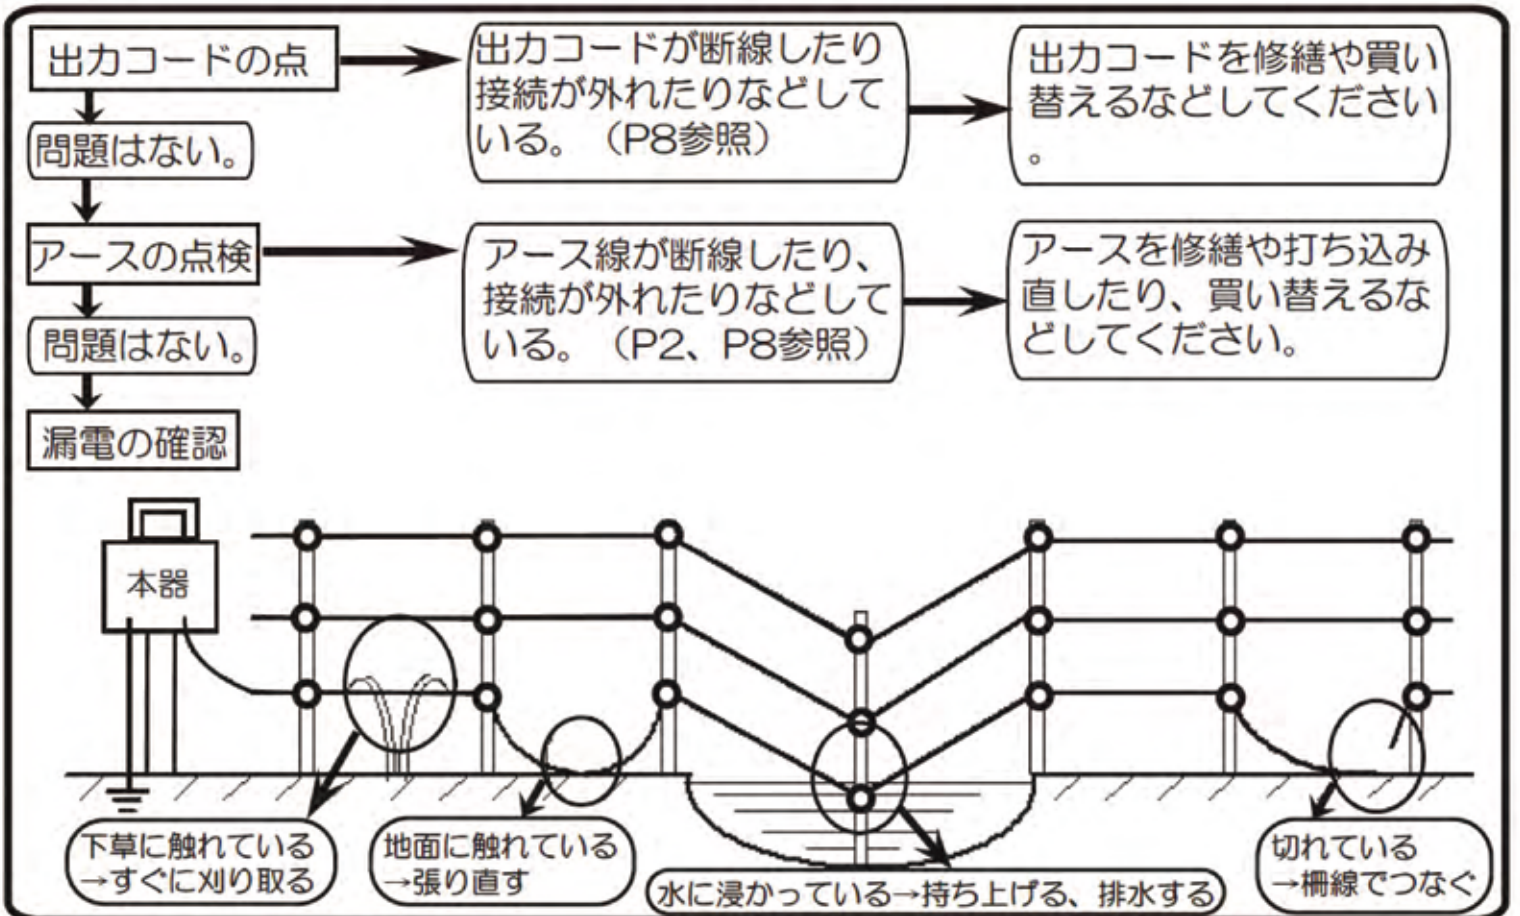 出力コードの点
出力コードが断線したり
接続が外れたりなどして
いる。（P8参照）
出力コードを修繕や買い
替えるなどしてください
。
問題はない。
アースの点検
アース線が断線したり、
接続が外れたりなどして
いる。（P2、P8参照）
アースを修繕や打ち込み
直したり、買い替えるな
どしてください。
問題はない。
漏電の確認
本器
下草に触れている
→すぐに刈り取る
地面に触れている
→張り直す
水に浸かっている→持ち上げる、排水する
切れている
→柵線でつなぐ